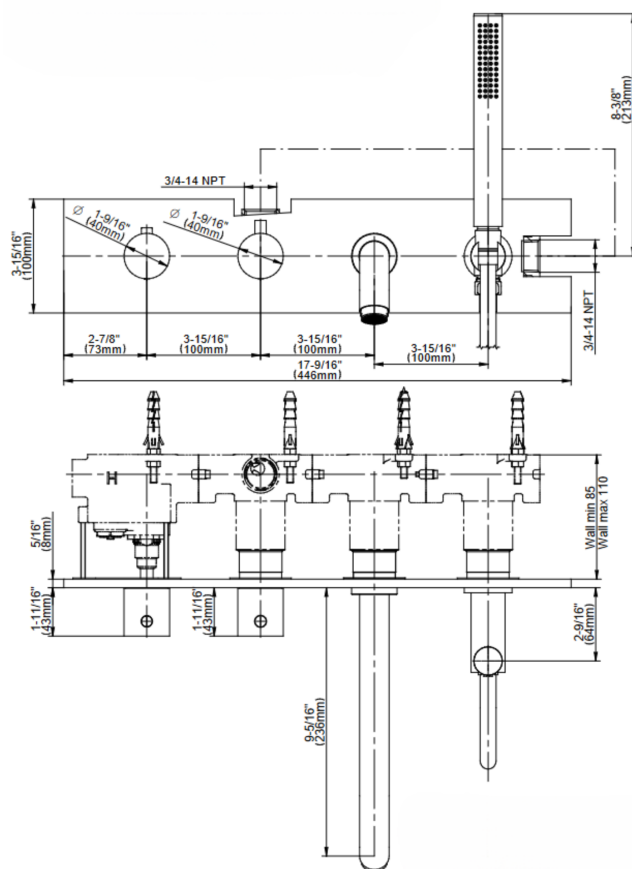 8-3/8"
(213mm)
3/4-14 NPT
Ø 1-9/16"
(40mm)
Ø 1-9/16"
(40mm)
3-15/16"
(100mm)
3/4-14 NPT
2-7/8"
(73mm)
3-15/16"
(100mm)
3-15/16"
(100mm)
3-15/16"
(100mm)
17-9/16"
(446mm)
H
Wall min 85
Wall max 110
5/16"
(8mm)
1-11/16"
(43mm)
1-11/16"
(43mm)
2-9/16"
(64mm)
9-5/16"
(236mm)